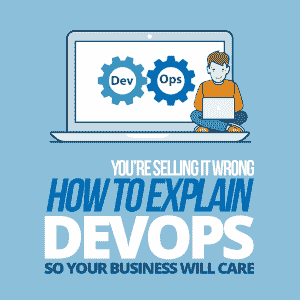 Dev Ops
YOU'RE SELLING IT WRONG
HOW TO EXPLAIN
DEVOPS
SO YOUR BUSINESS WILL CARE